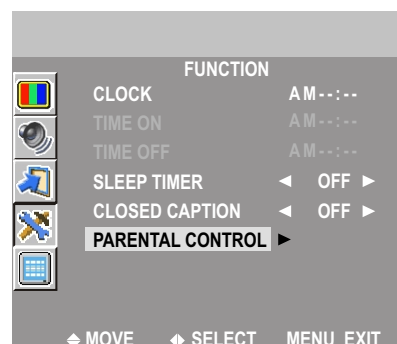 FUNCTION
CLOCK AM--:--
TIME ON AM--:--
TIME OFF AM--:--
SLEEP TIMER ◄ OFF ►
CLOSED CAPTION ◄ OFF ►
PARENTAL CONTROL ►
MOVE SELECT MENU EXIT